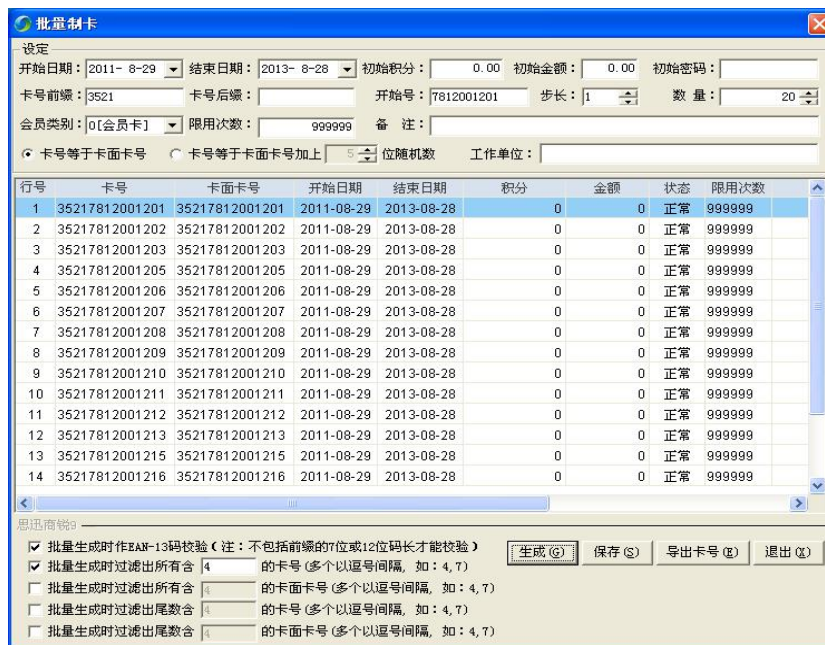 批量制卡
设定
开始日期： 2011- 8-29 结束日期： 2013- 8-28 初始积分： 0.00 初始金额： 0.00 初始密码：
卡号前缀： 3521 卡号后缀： 开始号： 7812001201 步长： 1 数 量： 20
会员类别： 0[会员卡] 限用次数： 999999 备 注：
卡号等于卡面卡号 卡号等于卡面卡号加上 5 位随机数 工作单位：
行号 卡号 卡面卡号 开始日期 结束日期 积分 金额 状态 限用次数
1 35217812001201 35217812001201 2011-08-29 2013-08-28 0 0 正常 999999
2 35217812001202 35217812001202 2011-08-29 2013-08-28 0 0 正常 999999
3 35217812001203 35217812001203 2011-08-29 2013-08-28 0 0 正常 999999
4 35217812001205 35217812001205 2011-08-29 2013-08-28 0 0 正常 999999
5 35217812001206 35217812001206 2011-08-29 2013-08-28 0 0 正常 999999
6 35217812001207 35217812001207 2011-08-29 2013-08-28 0 0 正常 999999
7 35217812001208 35217812001208 2011-08-29 2013-08-28 0 0 正常 999999
8 35217812001209 35217812001209 2011-08-29 2013-08-28 0 0 正常 999999
9 35217812001210 35217812001210 2011-08-29 2013-08-28 0 0 正常 999999
10 35217812001211 35217812001211 2011-08-29 2013-08-28 0 0 正常 999999
11 35217812001212 35217812001212 2011-08-29 2013-08-28 0 0 正常 999999
12 35217812001213 35217812001213 2011-08-29 2013-08-28 0 0 正常 999999
13 35217812001215 35217812001215 2011-08-29 2013-08-28 0 0 正常 999999
14 35217812001216 35217812001216 2011-08-29 2013-08-28 0 0 正常 999999
思迅商锐9
批量生成时作EAN-13码校验(注：不包括前缀的7位或12位码长才能校验) 生成(G) 保存(S) 导出卡号(E) 退出(X)
批量生成时过滤出所有含 4 的卡号(多个以逗号间隔, 如：4,7)
批量生成时过滤出所有含 4 的卡面卡号(多个以逗号间隔, 如：4,7)
批量生成时过滤出尾数含 4 的卡号(多个以逗号间隔, 如：4,7)
批量生成时过滤出尾数含 4 的卡面卡号(多个以逗号间隔, 如：4,7)